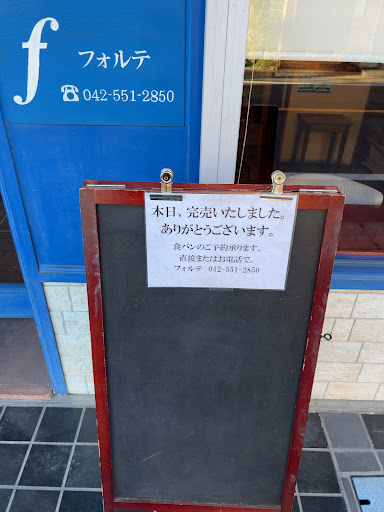 f
フォルテ
☎042-551-2850
本日、完売いたしました。
ありがとうございます。
食パンのご予約承ります。
直接またはお電話で。
フォルテ 042-551-2850